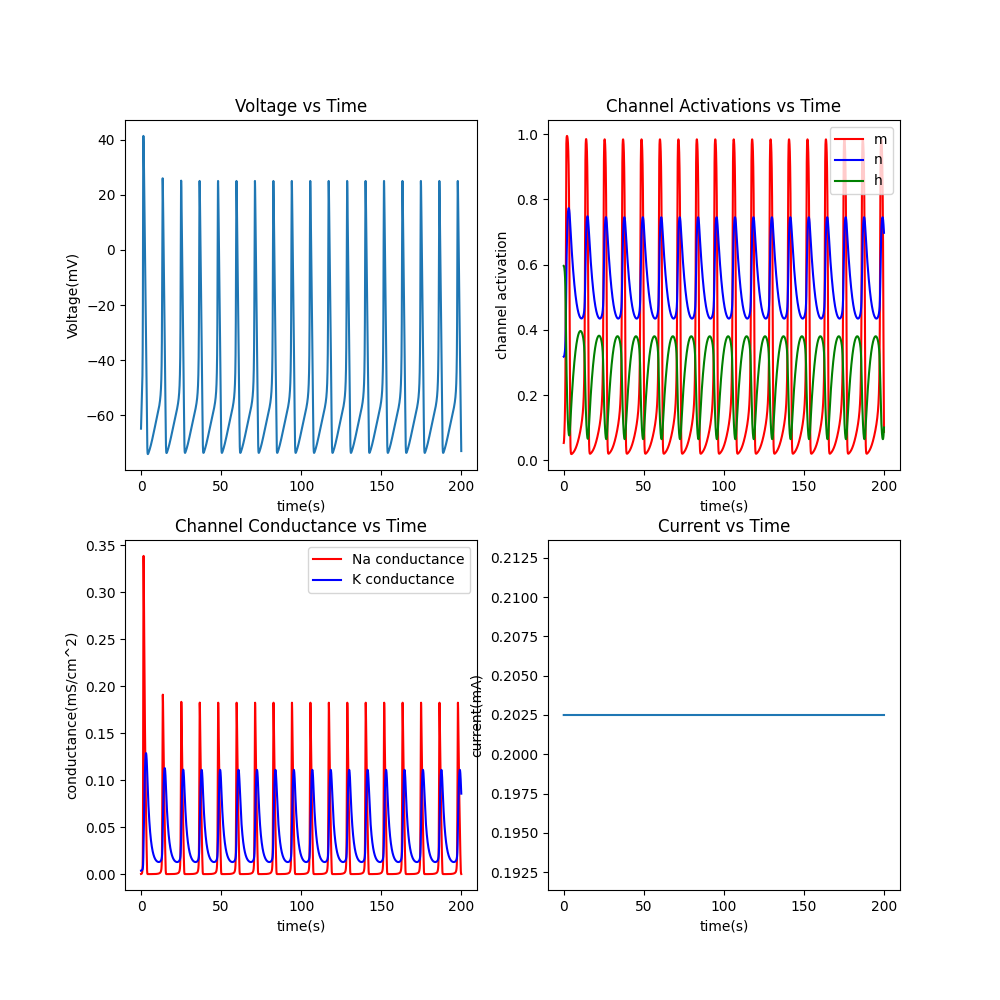 Voltage vs Time
40
20
0
−20
−40
−60
Voltage(mV)
0 50 100 150 200
time(s)
Channel Activations vs Time
1.0
0.8
0.6
0.4
0.2
0.0
channel activation
m
n
h
0 50 100 150 200
time(s)
Channel Conductance vs Time
0.35
0.30
0.25
0.20
0.15
0.10
0.05
0.00
conductance(mS/cm^2)
Na conductance
K conductance
0 50 100 150 200
time(s)
Current vs Time
0.2125
0.2100
0.2075
0.2050
0.2025
0.2000
0.1975
0.1950
0.1925
current(mA)
0 50 100 150 200
time(s)